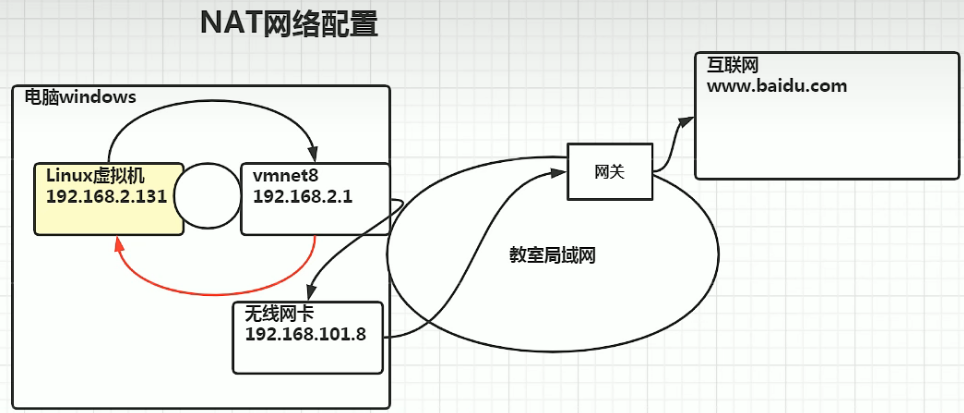 NAT网络配置
互联网
www.baidu.com
电脑windows
Linux虚拟机
192.168.2.131
vmnet8
192.168.2.1
网关
教室局域网
无线网卡
192.168.101.8